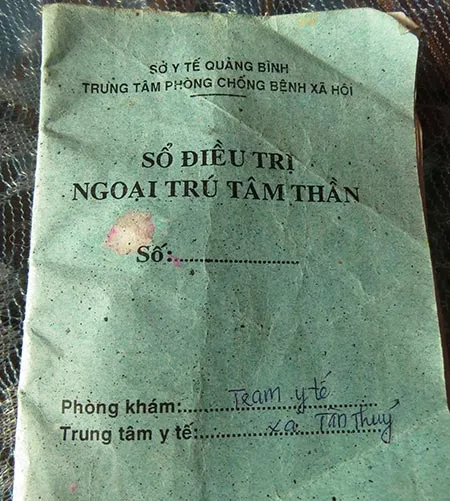 SỞ Y TẾ QUẢNG BÌNH
TRUNG TÂM PHÒNG CHỐNG BỆNH XÃ HỘI
SỔ ĐIỀU TRỊ
NGOẠI TRÚ TÂM THẦN
Số:....................
Phòng khám: Trạm y tế
Trung tâm y tế: xã Tân Thuỷ